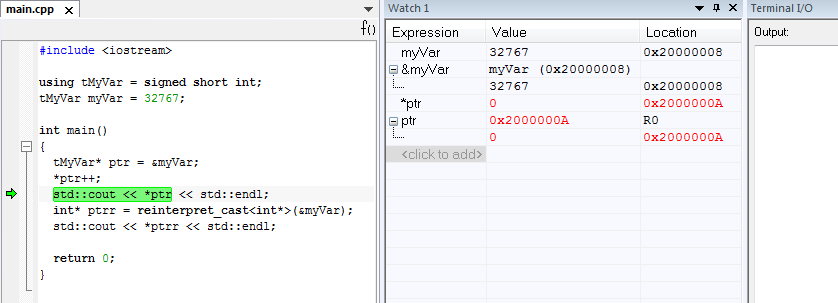 main.cpp x
f()
#include <iostream>
using tMyVar = signed short int;
tMyVar myVar = 32767;
int main()
{
tMyVar* ptr = &myVar;
*ptr++;
std::cout << *ptr << std::endl;
int* ptrr = reinterpret_cast<int*>(&myVar);
std::cout << *ptrr << std::endl;
return 0;
}
Watch 1
Expression Value Location
myVar 32767 0x20000008
&myVar myVar (0x20000008)
32767 0x20000008
*ptr 0 0x2000000A
ptr 0x2000000A R0
0 0x2000000A
<click to add>
Terminal I/O
Output: